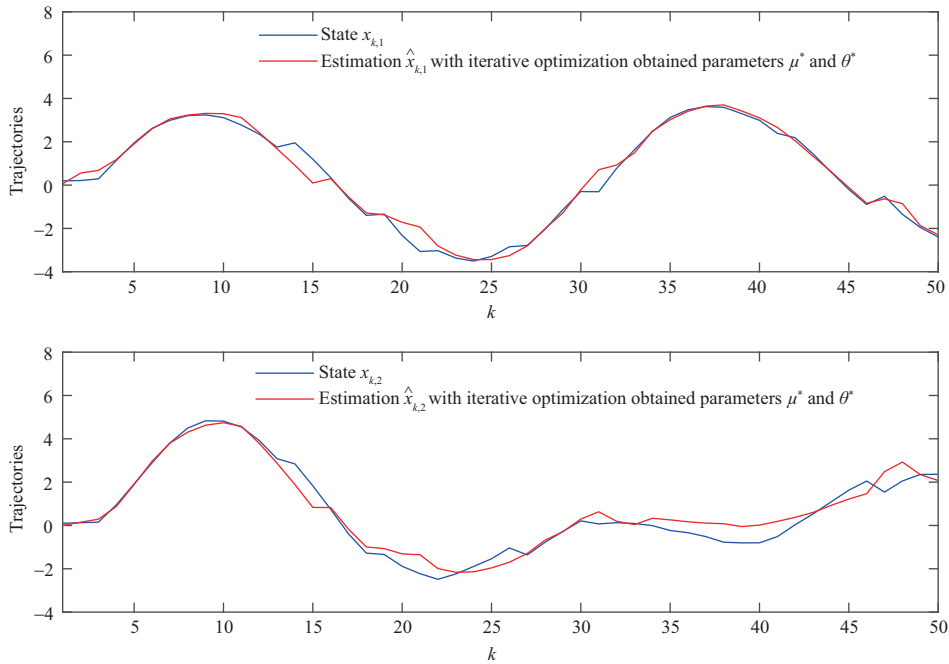 8
6
4
2
0
−2
−4
Trajectories
State x_{k,1}
Estimation x̂_{k,1} with iterative optimization obtained parameters μ* and θ*
5 10 15 20 25 30 35 40 45 50
k
8
6
4
2
0
−2
−4
Trajectories
State x_{k,2}
Estimation x̂_{k,2} with iterative optimization obtained parameters μ* and θ*
5 10 15 20 25 30 35 40 45 50
k